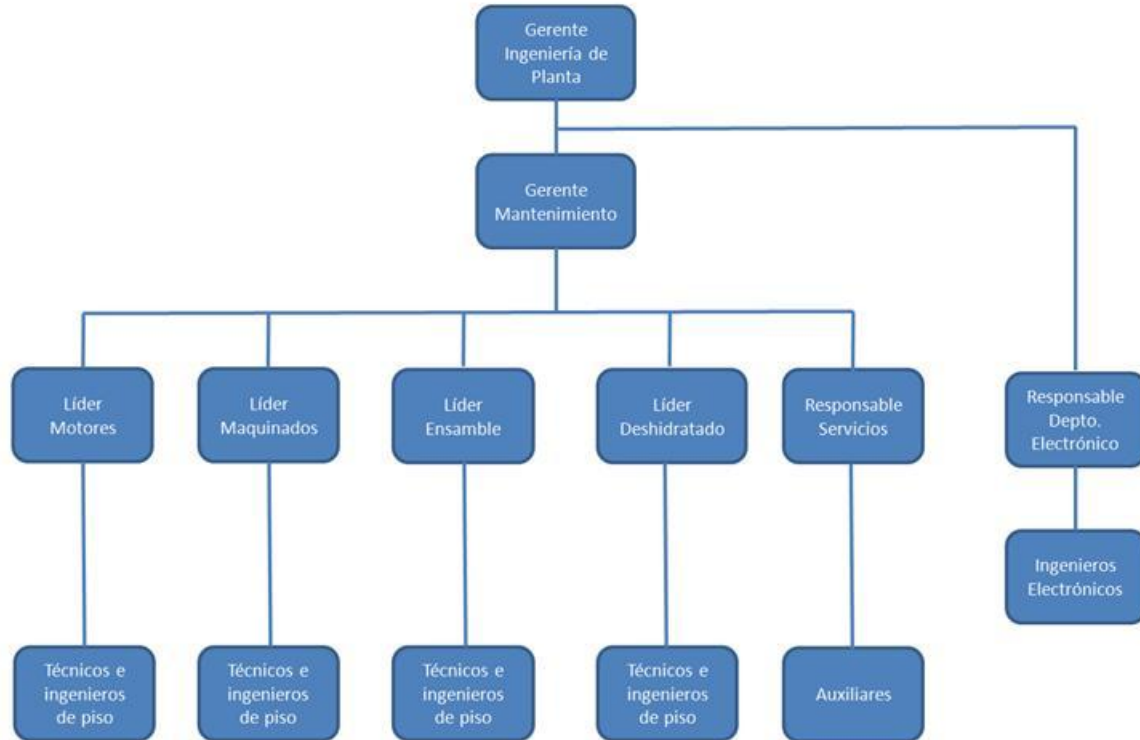 Gerente
Ingeniería de
Planta
Gerente
Mantenimiento
Líder
Motores
Líder
Maquinados
Líder
Ensamble
Líder
Deshidratado
Responsable
Servicios
Responsable
Depto.
Electrónico
Ingenieros
Electrónicos
Técnicos e
ingenieros
de piso
Técnicos e
ingenieros
de piso
Técnicos e
ingenieros
de piso
Técnicos e
ingenieros
de piso
Auxiliares